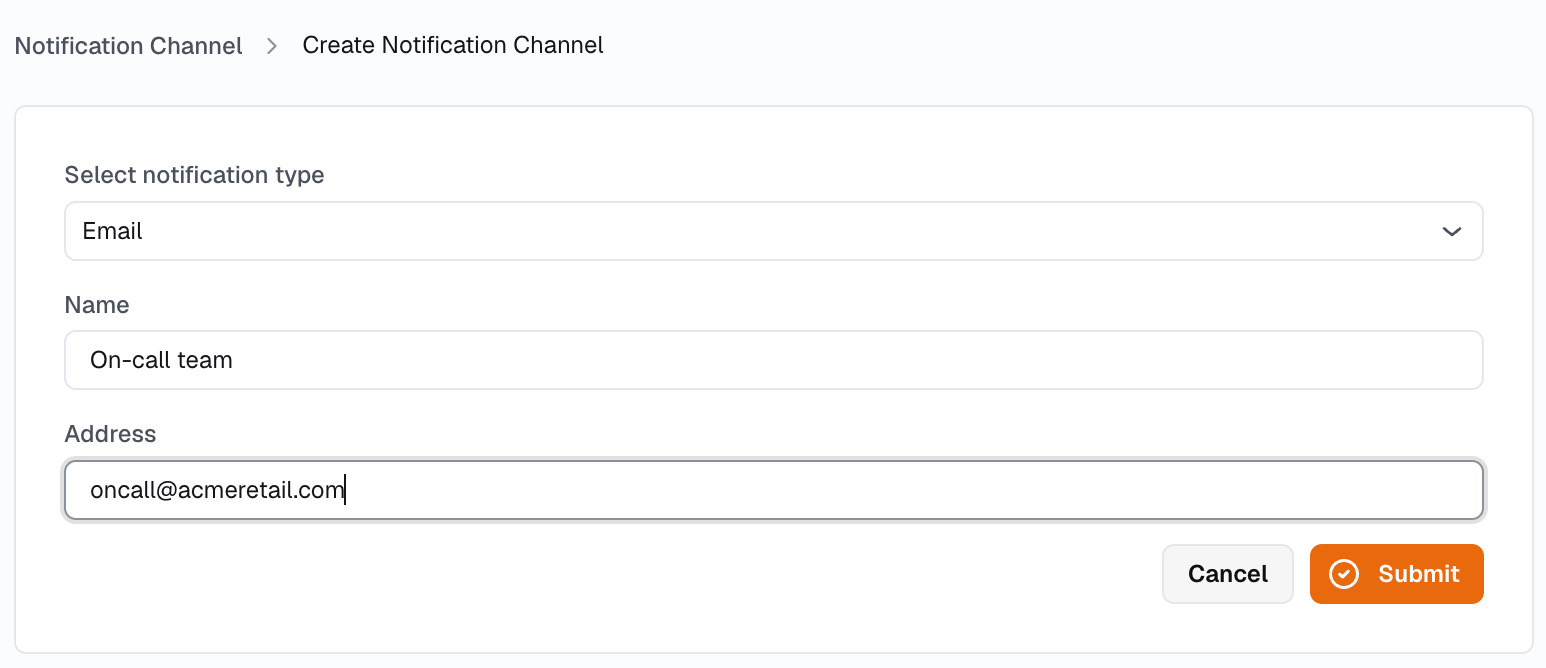 Notification Channel > Create Notification Channel
Select notification type
Email
Name
On-call team
Address
oncall@acmeretail.com
Cancel Submit